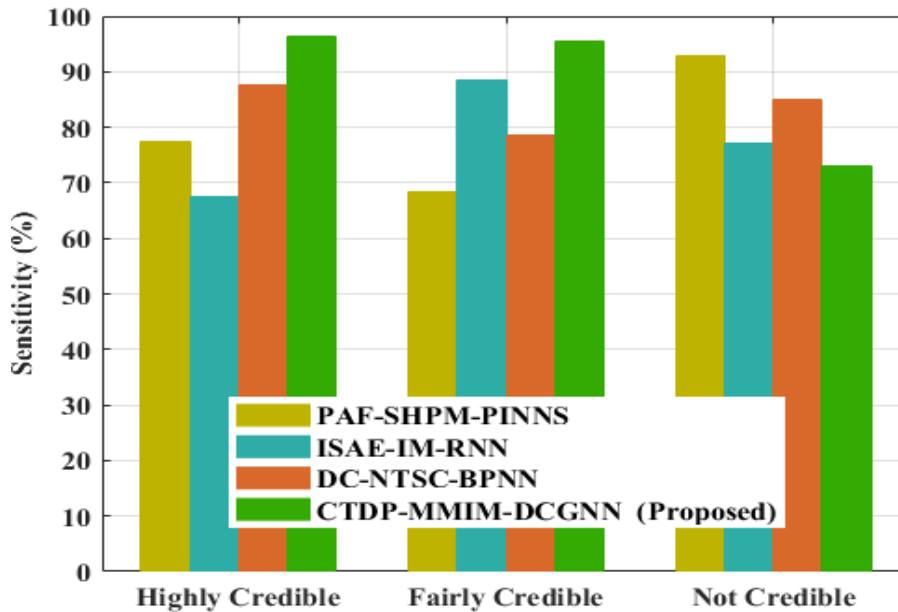 100
90
80
70
60
50
40
30
20
10
0
Sensitivity (%)
PAF-SHPM-PINNS
ISAE-IM-RNN
DC-NTSC-BPNN
CTDP-MMIM-DCGNN (Proposed)
Highly Credible Fairly Credible Not Credible